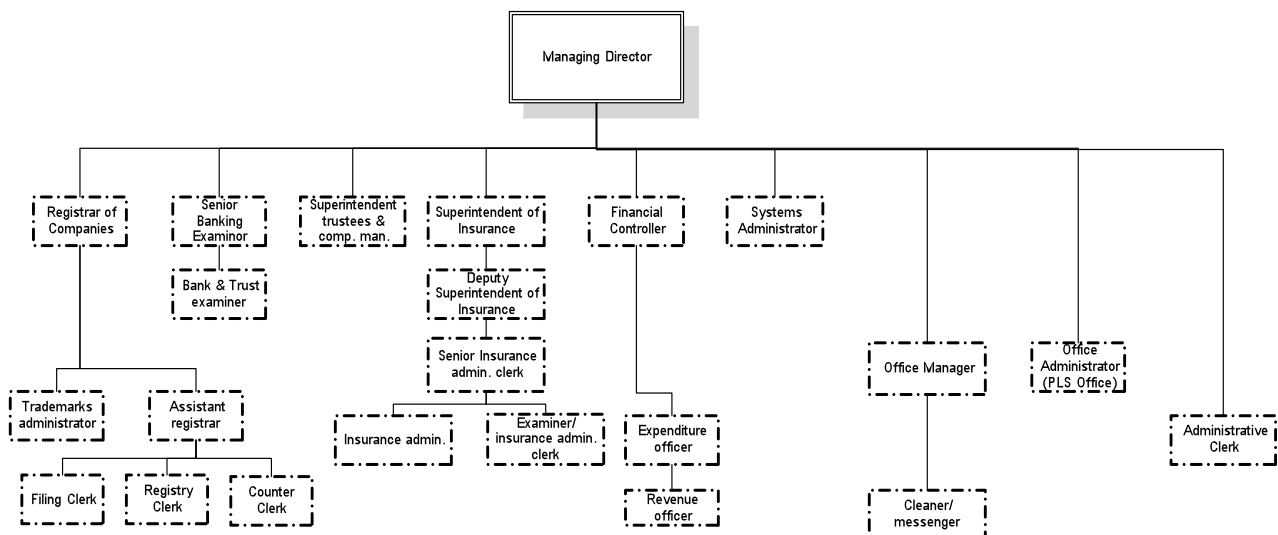 Managing Director
Registrar of
Companies
Senior
Banking
Examinor
Superintendent
trustees &
comp. man.
Superintendent of
Insurance
Financial
Controller
Systems
Administrator
Bank & Trust
examiner
Deputy
Superintendent of
Insurance
Senior Insurance
admin. clerk
Office Manager
Office
Administrator
(PLS Office)
Trademarks
administrator
Assistant
registrar
Insurance admin.
Examiner/
insurance admin.
clerk
Expenditure
officer
Administrative
Clerk
Filing Clerk
Registry
Clerk
Counter
Clerk
Revenue
officer
Cleaner/
messenger